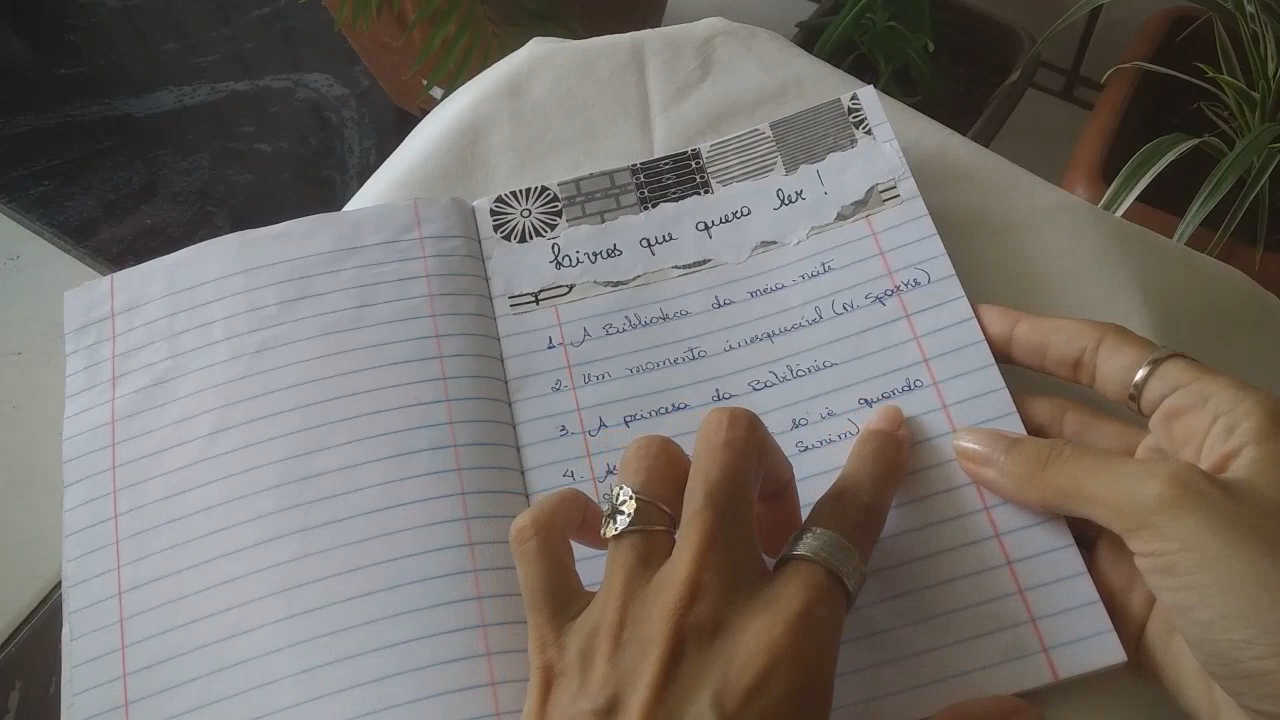 Livros que quero ler!
1. A Biblioteca da meia-noite
2. Um momento inesquecível (N. Sparks)
3. A princesa da Babilônia
4. só vê quando
Sunim)